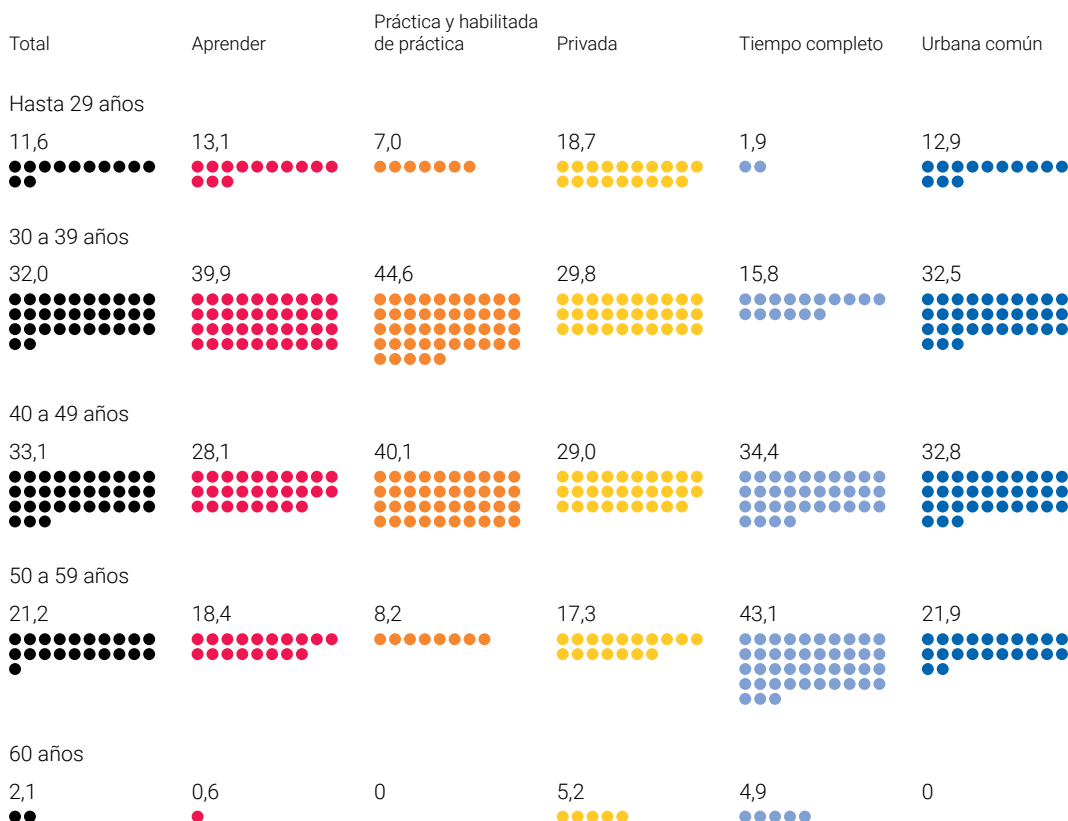 Total
Aprender
Práctica y habilitada
de práctica
Privada
Tiempo completo
Urbana común
Hasta 29 años
11,6 13,1 7,0 18,7 1,9 12,9
30 a 39 años
32,0 39,9 44,6 29,8 15,8 32,5
40 a 49 años
33,1 28,1 40,1 29,0 34,4 32,8
50 a 59 años
21,2 18,4 8,2 17,3 43,1 21,9
60 años
2,1 0,6 0 5,2 4,9 0